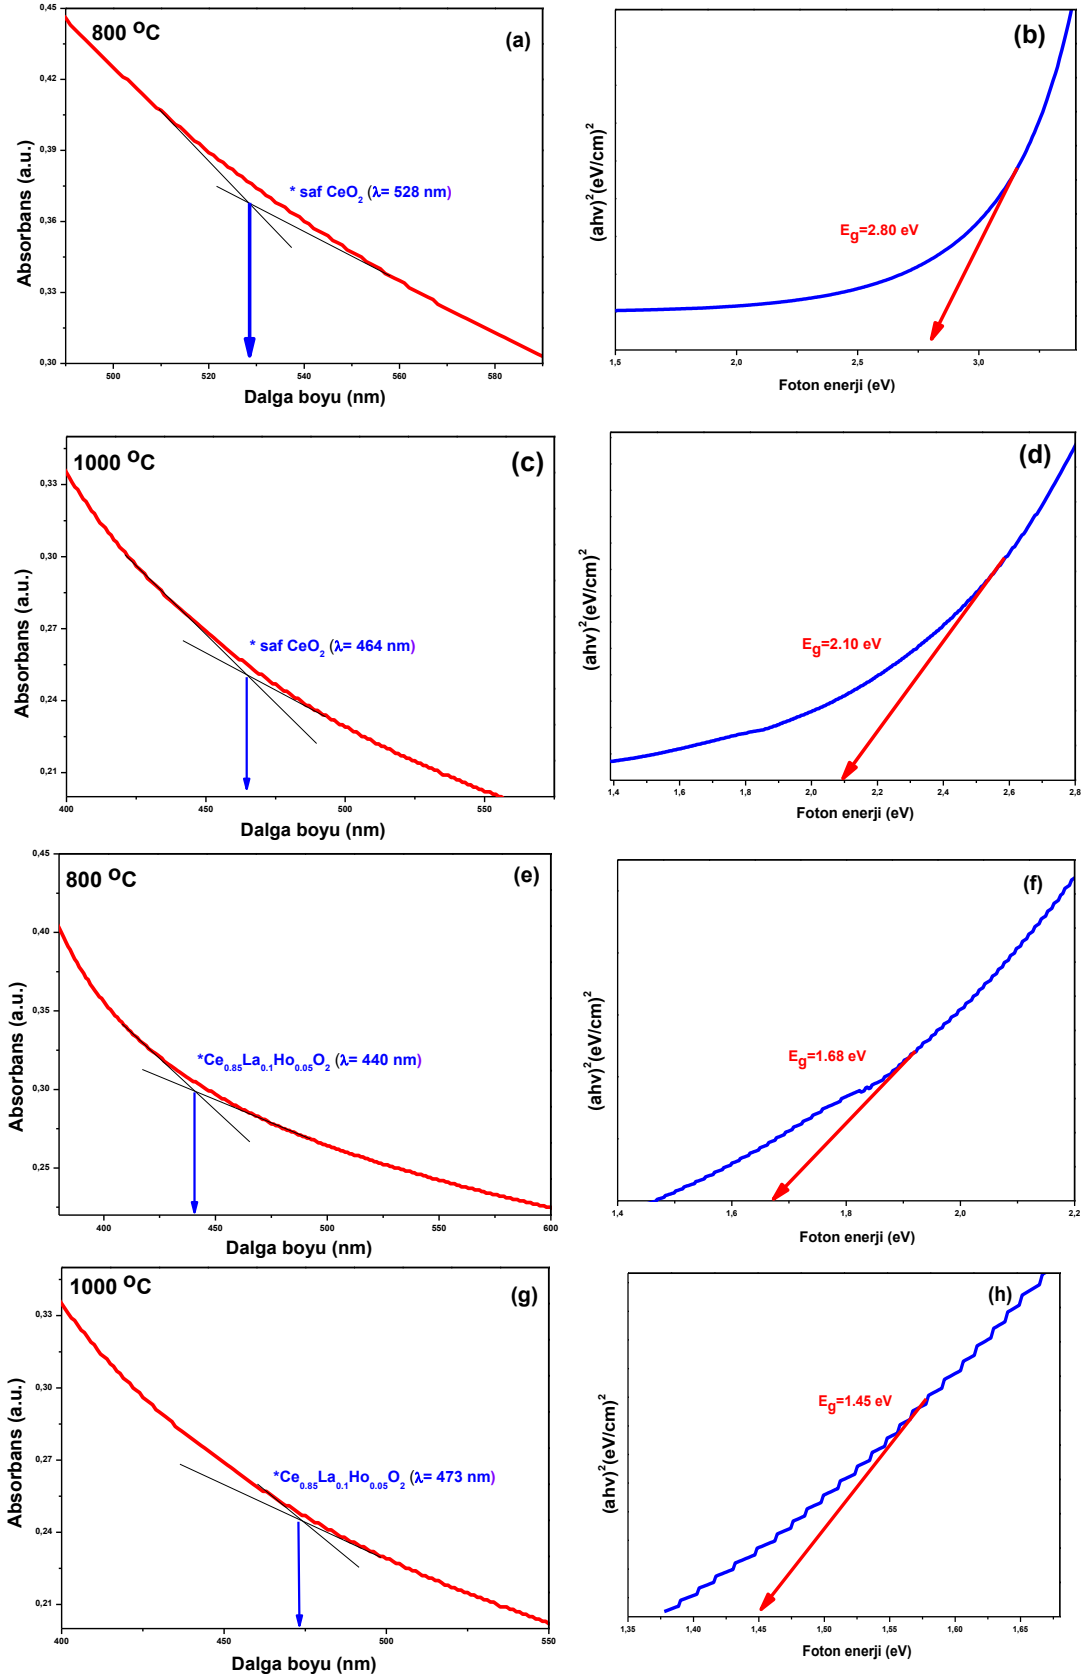 800 °C
(a)
0,45
0,42
0,39
0,36
0,33
0,30
Absorbans (a.u.)
* saf CeO2 (λ= 528 nm)
500 520 540 560 580
Dalga boyu (nm)
(b)
(ahv)2(eV/cm)2
Eg=2.80 eV
1,5 2,0 2,5 3,0
Foton enerji (eV)
1000 °C
(c)
0,33
0,30
0,27
0,24
0,21
Absorbans (a.u.)
* saf CeO2 (λ= 464 nm)
400 450 500 550
Dalga boyu (nm)
(d)
(ahv)2(eV/cm)2
Eg=2.10 eV
1,4 1,6 1,8 2,0 2,2 2,4 2,6 2,8
Foton enerji (eV)
800 °C
(e)
0,45
0,40
0,35
0,30
0,25
Absorbans (a.u.)
*Ce0.85La0.1Ho0.05O2 (λ= 440 nm)
400 450 500 550 600
Dalga boyu (nm)
(f)
(ahv)2(eV/cm)2
Eg=1.68 eV
1,4 1,6 1,8 2,0 2,2
Foton enerji (eV)
1000 °C
(g)
0,33
0,30
0,27
0,24
0,21
Absorbans (a.u.)
*Ce0.85La0.1Ho0.05O2 (λ= 473 nm)
400 450 500 550
Dalga boyu (nm)
(h)
(ahv)2(eV/cm)2
Eg=1.45 eV
1,35 1,40 1,45 1,50 1,55 1,60 1,65
Foton enerji (eV)